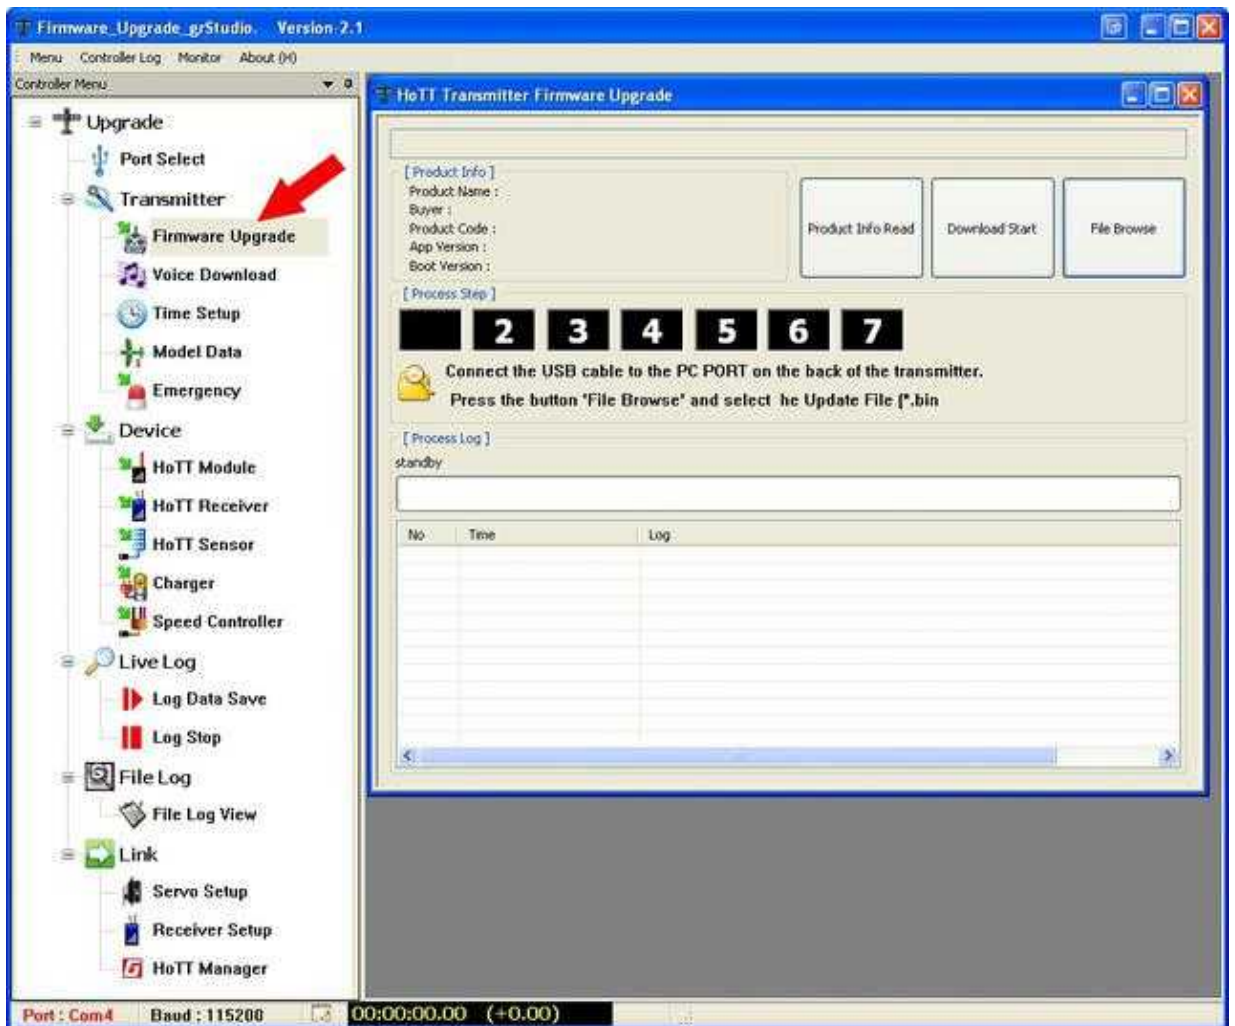 Firmware_Upgrade_grStudio. Version-2.1
Menu Controller Log Monitor About (H)
Controller Menu
Upgrade
Port Select
Transmitter
Firmware Upgrade
Voice Download
Time Setup
Model Data
Emergency
Device
HoTT Module
HoTT Receiver
HoTT Sensor
Charger
Speed Controller
Live Log
Log Data Save
Log Stop
File Log
File Log View
Link
Servo Setup
Receiver Setup
HoTT Manager
HoTT Transmitter Firmware Upgrade
[ Product Info ]
Product Name :
Buyer :
Product Code :
App Version :
Boot Version :
Product Info Read
Download Start
File Browse
[ Process Step ]
2 3 4 5 6 7
Connect the USB cable to the PC PORT on the back of the transmitter.
Press the button 'File Browse' and select he Update File (*.bin
[ Process Log ]
standby
No Time Log
Port : Com4 Baud : 115200 00:00:00.00 (+0.00)